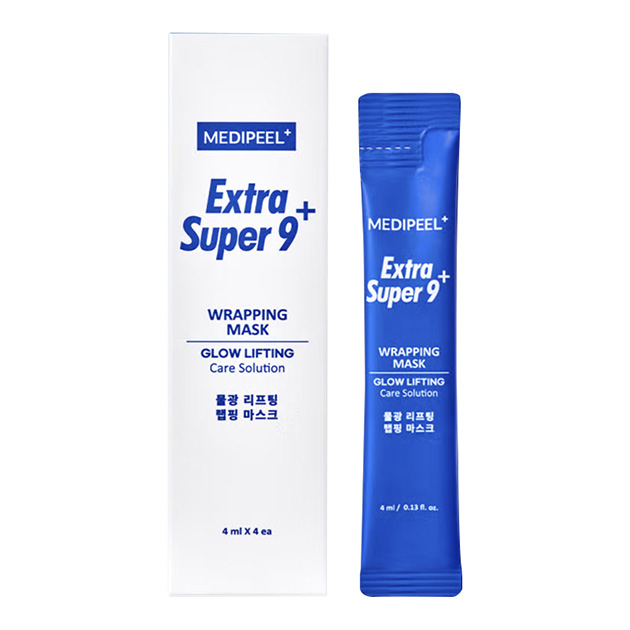 MEDIPEEL+
Extra
Super 9+
WRAPPING
MASK
GLOW LIFTING
Care Solution
물광 리프팅
랩핑 마스크
4 ml X 4 ea
MEDIPEEL+
Extra
Super 9+
WRAPPING
MASK
GLOW LIFTING
Care Solution
물광 리프팅
랩핑 마스크
4 ml / 0.13 fl. oz.